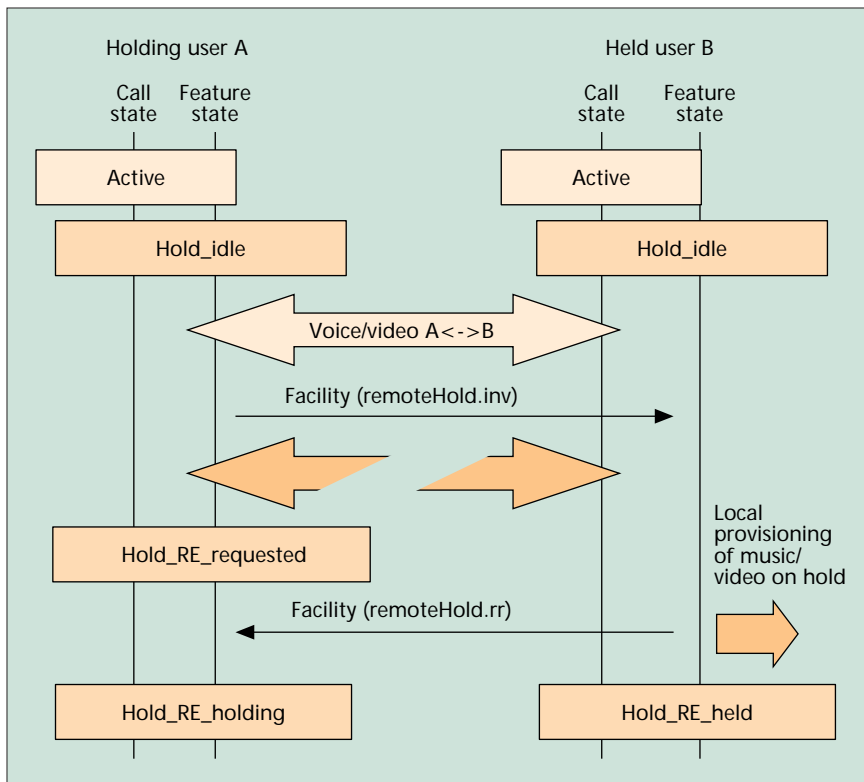 Holding user A
Held user B
Call
state
Feature
state
Call
state
Feature
state
Active
Active
Hold_idle
Hold_idle
Voice/video A<->B
Facility (remoteHold.inv)
Hold_RE_requested
Local
provisioning
of music/
video on hold
Facility (remoteHold.rr)
Hold_RE_holding
Hold_RE_held